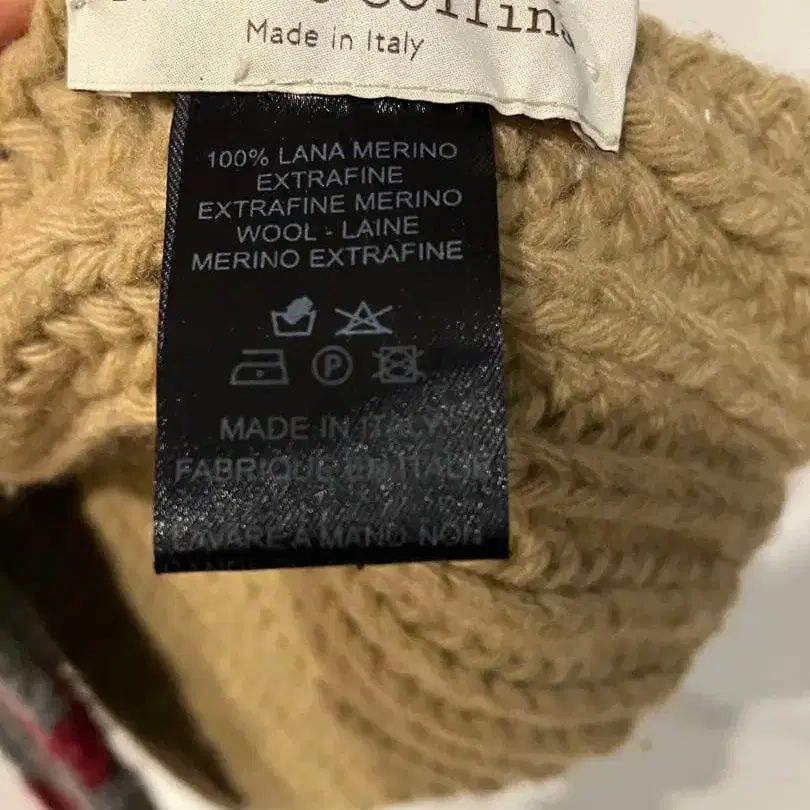 Made in Italy
100% LANA MERINO
EXTRAFINE
EXTRAFINE MERINO
WOOL - LAINE
MERINO EXTRAFINE
P
MADE IN ITALY
FABRIQUÉ EN ITALIE
LAVARE A MANO NON